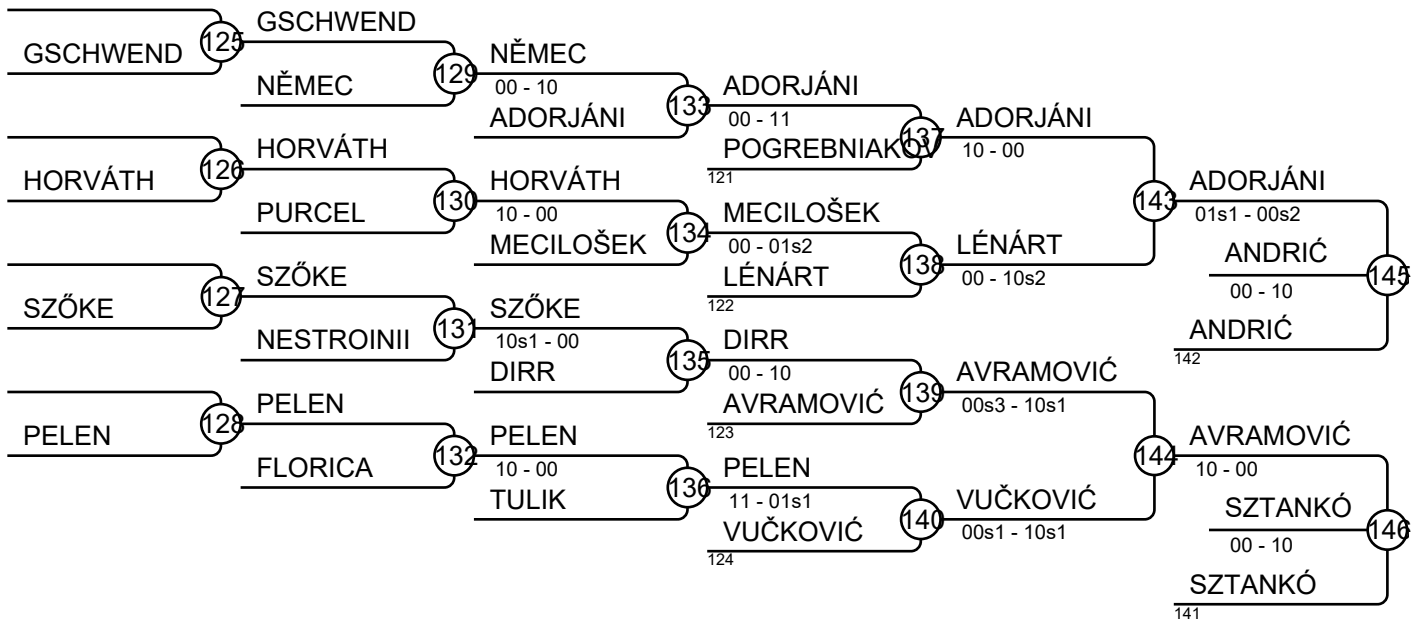 GSCHWEND
125
GSCHWEND
NĚMEC
129
NĚMEC
00 - 10
ADORJÁNI
133
ADORJÁNI
00 - 11
POGREBNIAKOV
121
137
ADORJÁNI
10 - 00
HORVÁTH
126
HORVÁTH
PURCEL
130
HORVÁTH
10 - 00
MECILOŠEK
134
MECILOŠEK
00 - 01s2
LÉNÁRT
122
138
LÉNÁRT
00 - 10s2
143
ADORJÁNI
01s1 - 00s2
ANDRIĆ
00 - 10
ANDRIĆ
142
145
SZŐKE
127
SZŐKE
NESTROINII
131
SZŐKE
10s1 - 00
DIRR
135
DIRR
00 - 10
AVRAMOVIĆ
123
139
AVRAMOVIĆ
00s3 - 10s1
PELEN
128
PELEN
FLORICA
132
PELEN
10 - 00
TULIK
136
PELEN
11 - 01s1
VUČKOVIĆ
124
140
VUČKOVIĆ
00s1 - 10s1
144
AVRAMOVIĆ
10 - 00
SZTANKÓ
00 - 10
SZTANKÓ
141
146